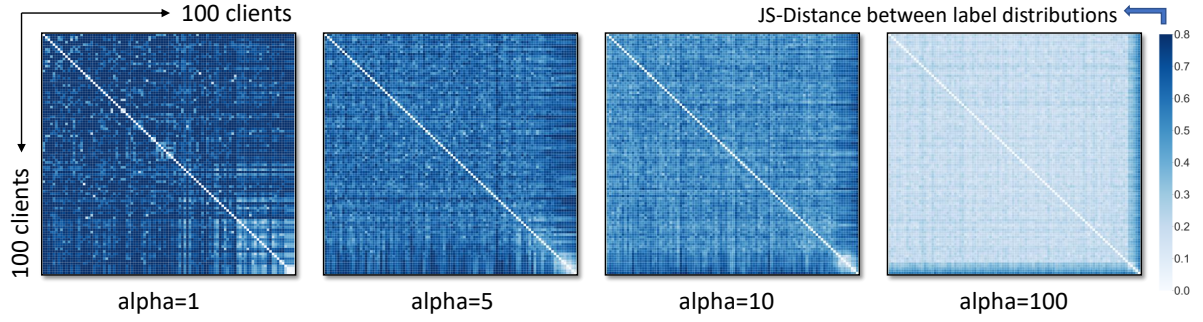 100 clients
JS-Distance between label distributions
100 clients
0.8
0.7
0.6
0.5
0.4
0.3
0.2
0.1
0.0
alpha=1
alpha=5
alpha=10
alpha=100